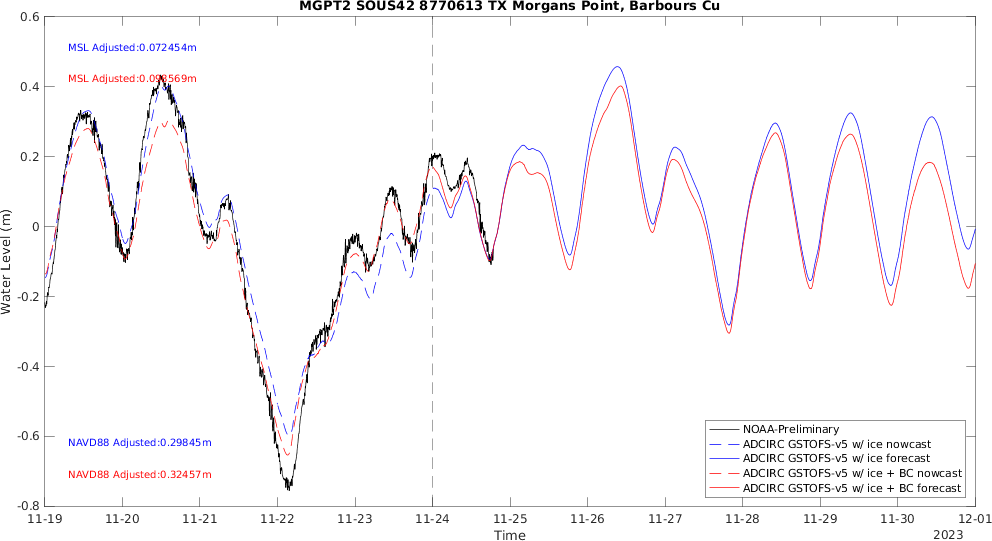 MGPT2 SOUS42 8770613 TX Morgans Point, Barbours Cu
MSL Adjusted:0.072454m
MSL Adjusted:0.098569m
NAVD88 Adjusted:0.29845m
NAVD88 Adjusted:0.32457m
Water Level (m)
0.6
0.4
0.2
0
-0.2
-0.4
-0.6
-0.8
NOAA-Preliminary
ADCIRC GSTOFS-v5 w/ ice nowcast
ADCIRC GSTOFS-v5 w/ ice forecast
ADCIRC GSTOFS-v5 w/ ice + BC nowcast
ADCIRC GSTOFS-v5 w/ ice + BC forecast
11-19 11-20 11-21 11-22 11-23 11-24 11-25 11-26 11-27 11-28 11-29 11-30 12-01
Time
2023